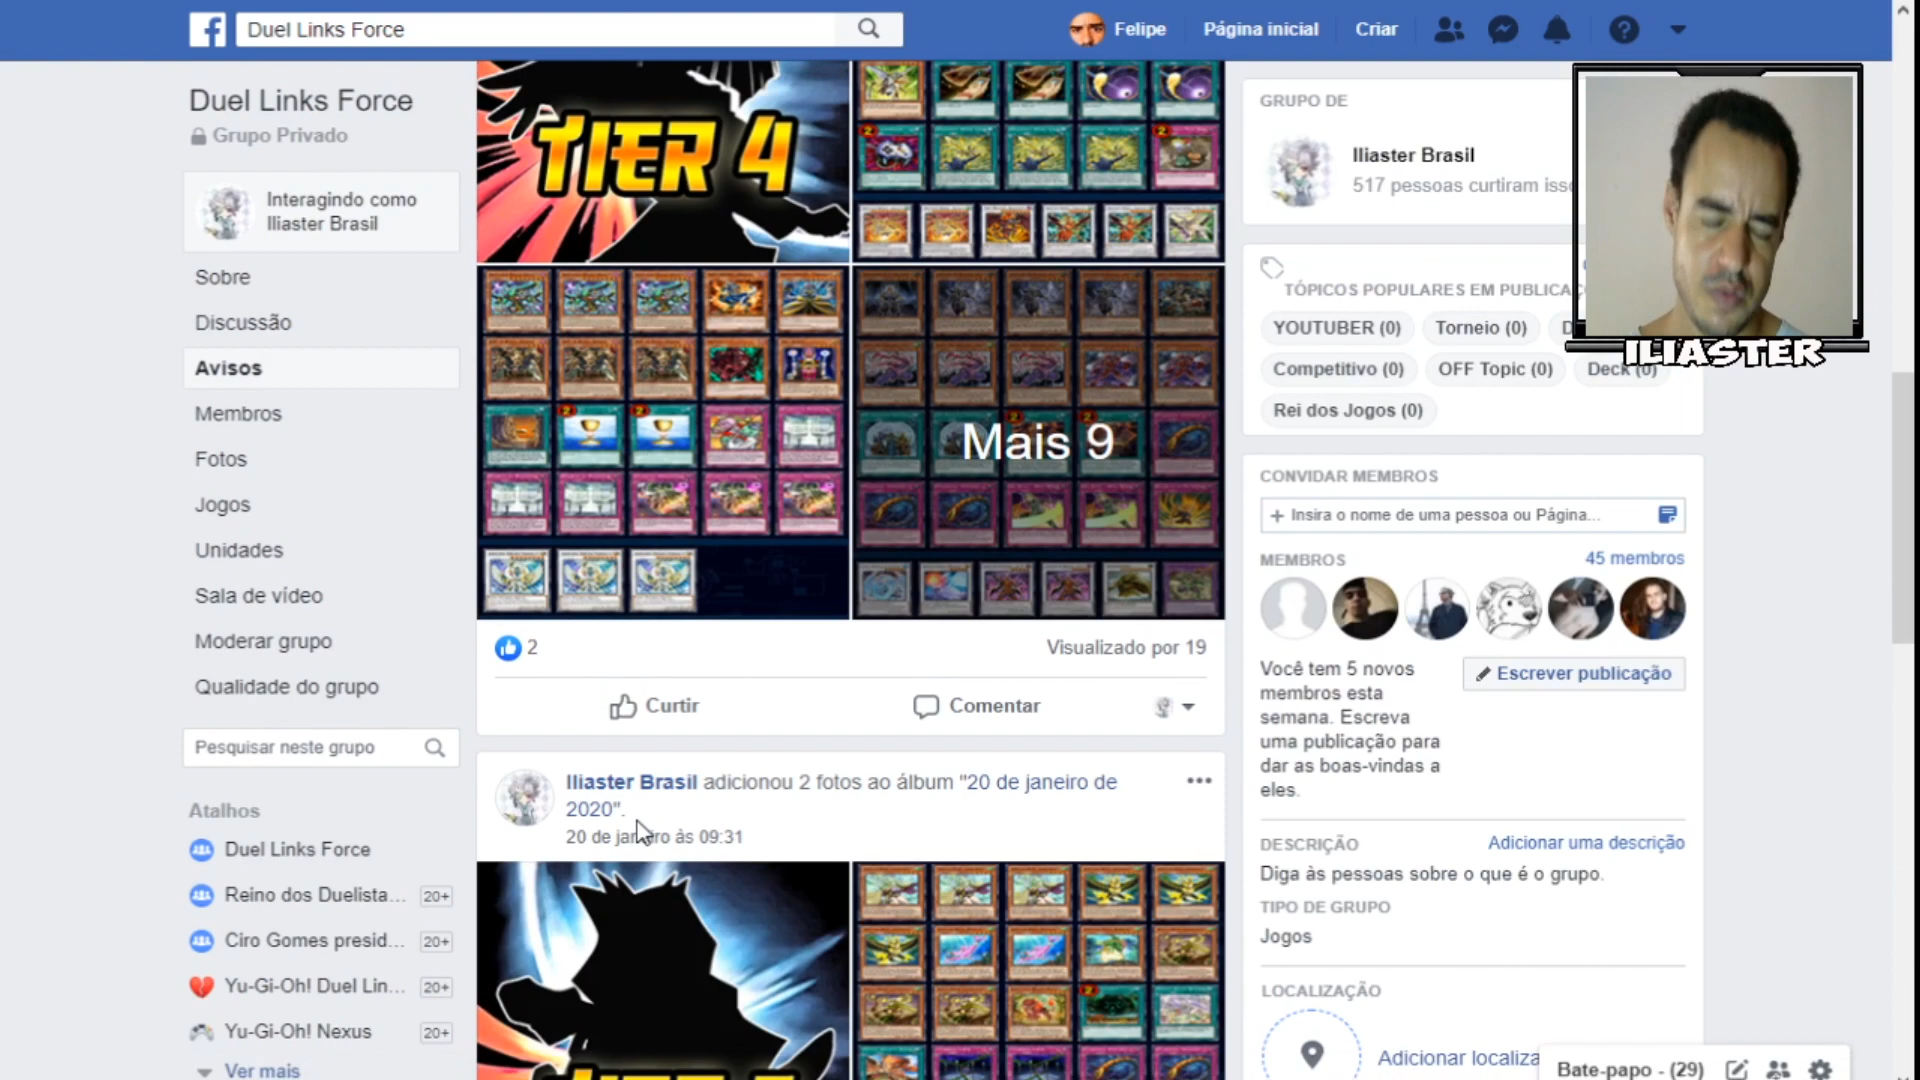 Duel Links Force
Felipe
Página inicial
Criar
Duel Links Force
Grupo Privado
Interagindo como
Iliaster Brasil
Sobre
Discussão
Avisos
Membros
Fotos
Jogos
Unidades
Sala de vídeo
Moderar grupo
Qualidade do grupo
Pesquisar neste grupo
Atalhos
Duel Links Force
Reino dos Duelista... 20+
Ciro Gomes presid... 20+
Yu-Gi-Oh! Duel Lin... 20+
Yu-Gi-Oh! Nexus 20+
Ver mais
TIER 4
Mais 9
2
Visualizado por 19
Curtir
Comentar
Iliaster Brasil adicionou 2 fotos ao álbum "20 de janeiro de
2020".
20 de janeiro às 09:31
GRUPO DE
Iliaster Brasil
517 pessoas curtiram isso
ILIASTER
TÓPICOS POPULARES EM PUBLICAÇ
YOUTUBER (0)
Torneio (0)
D
Competitivo (0)
OFF Topic (0)
Deck (0)
Rei dos Jogos (0)
CONVIDAR MEMBROS
+ Insira o nome de uma pessoa ou Página...
MEMBROS
45 membros
Você tem 5 novos
membros esta
semana. Escreva
uma publicação para
dar as boas-vindas a
eles.
Escrever publicação
DESCRIÇÃO
Adicionar uma descrição
Diga às pessoas sobre o que é o grupo.
TIPO DE GRUPO
Jogos
LOCALIZAÇÃO
Adicionar localiza
Bate-papo - (29)